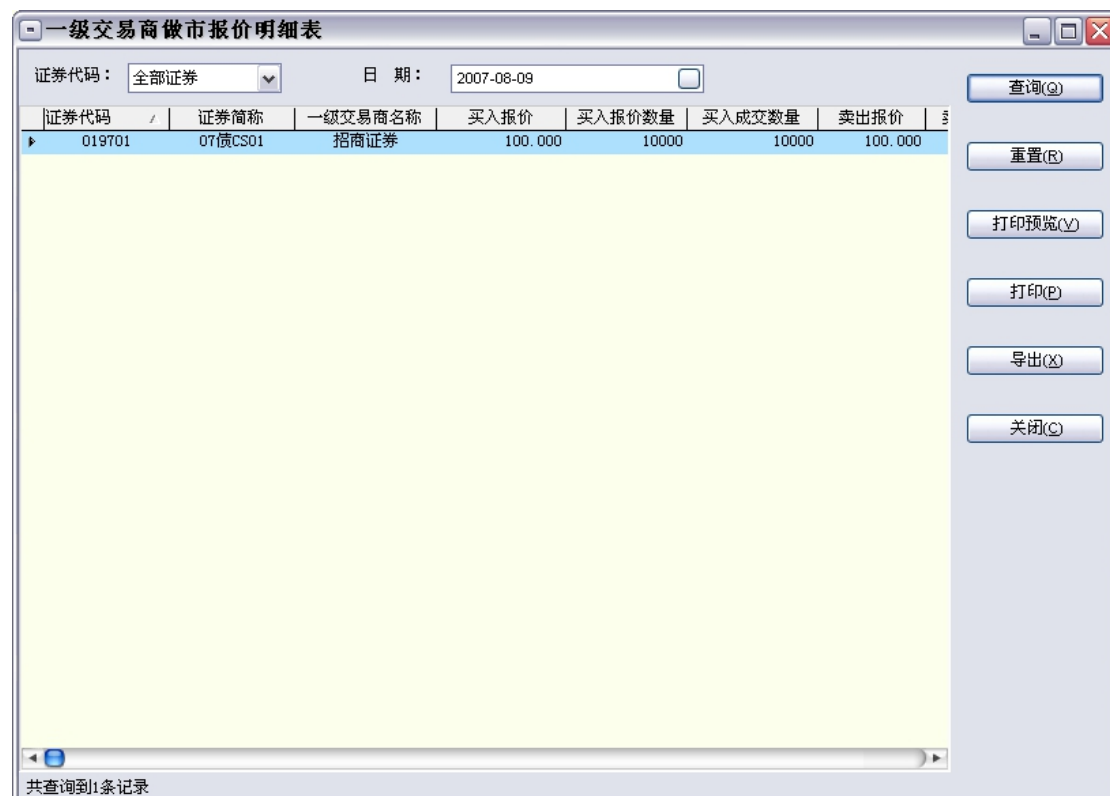 一级交易商做市报价明细表
证券代码： 全部证券 日 期： 2007-08-09
查询(Q)
证券代码 证券简称 一级交易商名称 买入报价 买入报价数量 买入成交数量 卖出报价
019701 07债CS01 招商证券 100.000 10000 10000 100.000
重置(R)
打印预览(V)
打印(P)
导出(X)
关闭(C)
共查询到1条记录